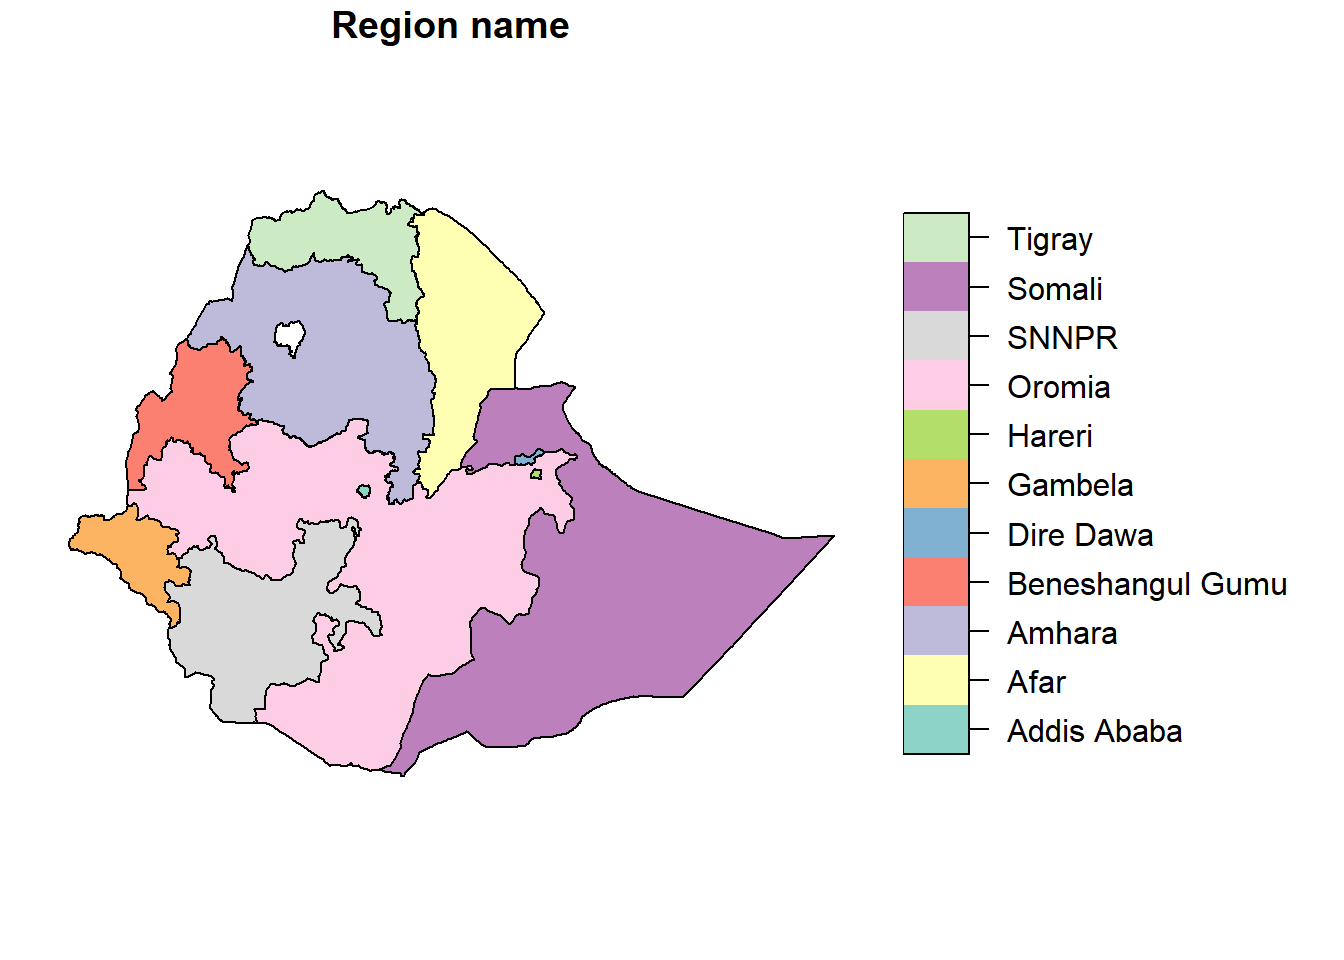 Region name
Tigray
Somali
SNNPR
Oromia
Hareri
Gambela
Dire Dawa
Beneshangul Gumu
Amhara
Afar
Addis Ababa